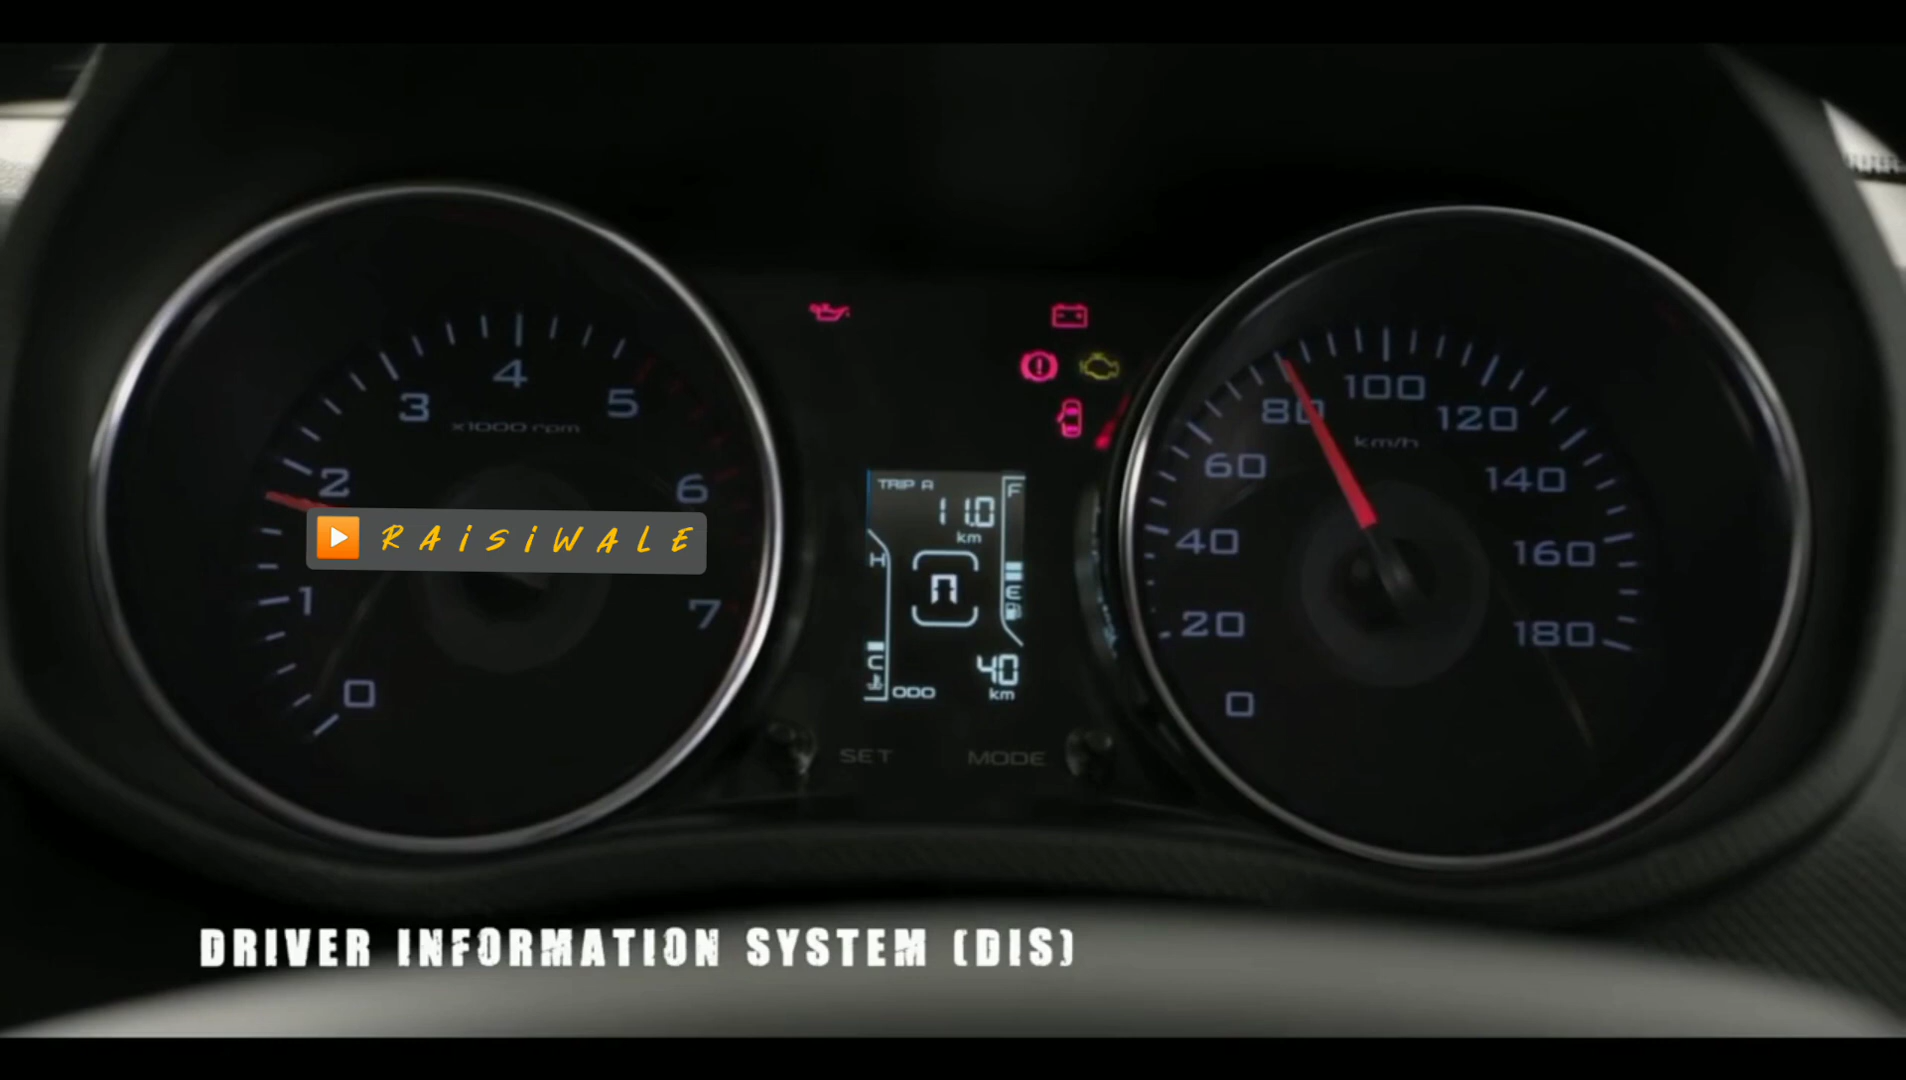 4
3
5
x1000 rpm
2
6
1
7
0
▶ RAiSiWALE
TRIP A
F
11.0
km
H
n
E
C
ODO
40
km
SET
MODE
100
80
120
km/h
60
140
40
160
20
180
0
DRIVER INFORMATION SYSTEM (DIS)